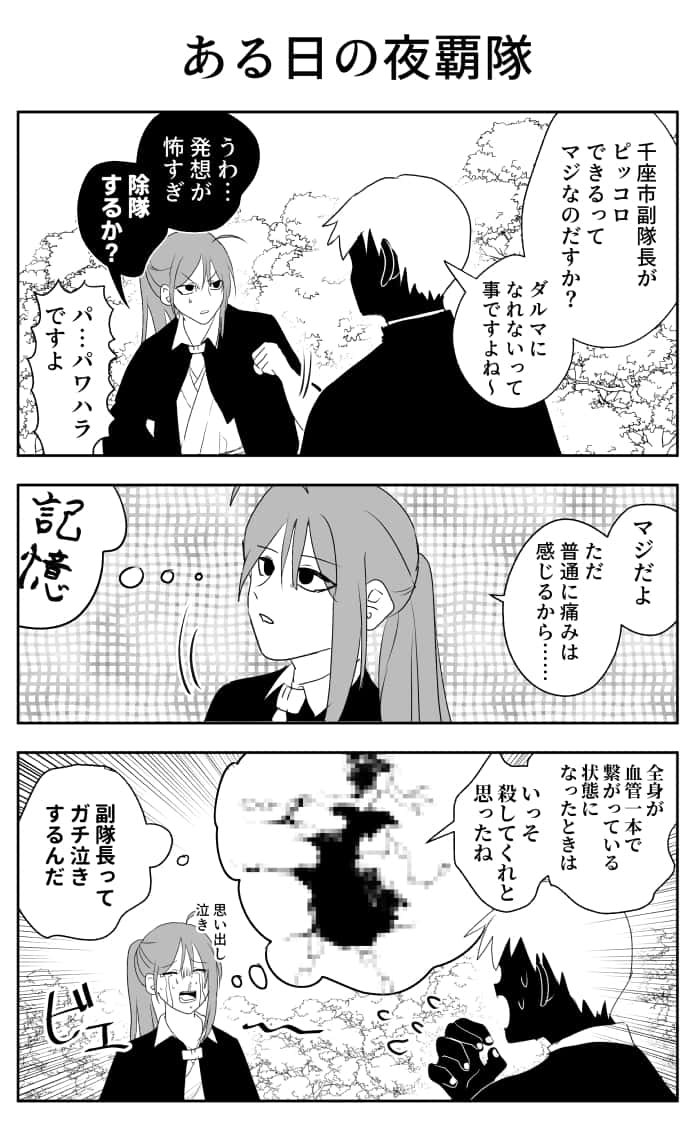 ある日の夜覇隊
千座市副隊長が
ピッコロ
できるって
マジなのだすか?
ダルマに
なれないって
事ですよね〜
うわ…
発想が
怖すぎ
除隊
するか?
パ…パワハラ
ですよ
マジだよ
ただ
普通に痛みは
感じるから……
記憶
全身が
血管一本で
繋がっている
状態に
なったときは
いっそ
殺してくれと
思ったね
思い出し
泣き
副隊長って
ガチ泣き
するんだ
ビェ〜